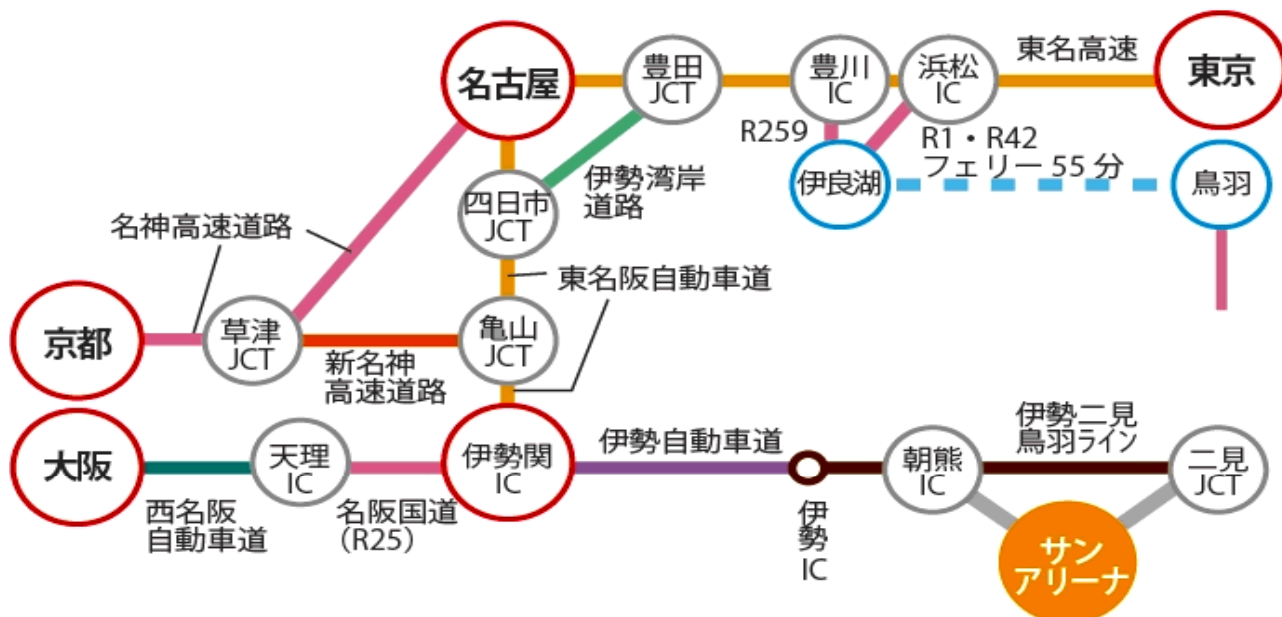 東名高速
名古屋
豊田
JCT
豊川
IC
浜松
IC
東京
R259
R1・R42
フェリー 55 分
伊勢湾岸
道路
伊良湖
鳥羽
四日市
JCT
名神高速道路
東名阪自動車道
京都
草津
JCT
亀山
JCT
新名神
高速道路
伊勢自動車道
伊勢二見
鳥羽ライン
大阪
天理
IC
伊勢関
IC
朝熊
IC
二見
JCT
西名阪
自動車道
名阪国道
（R25）
伊勢IC
サン
アリーナ